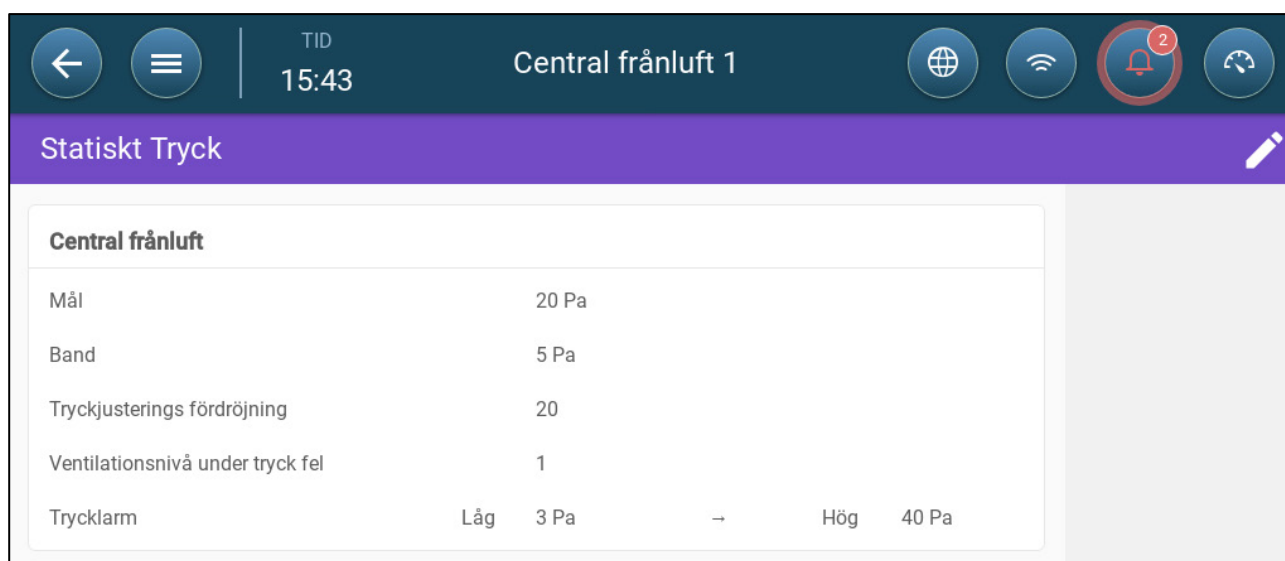 TID
15:43
Central frånluft 1
2
Statiskt Tryck
Central frånluft
Mål 20 Pa
Band 5 Pa
Tryckjusterings fördröjning 20
Ventilationsnivå under tryck fel 1
Trycklarm Låg 3 Pa → Hög 40 Pa